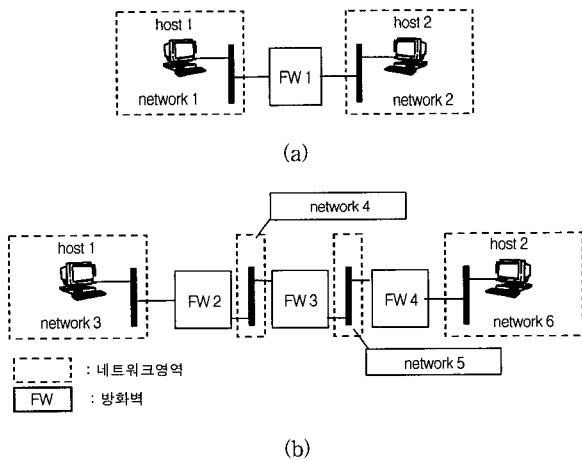 host 1
host 2
FW 1
network 1
network 2
(a)
network 4
host 1
host 2
FW 2
FW 3
FW 4
network 3
network 6
network 5
: 네트워크영역
FW : 방화벽
(b)